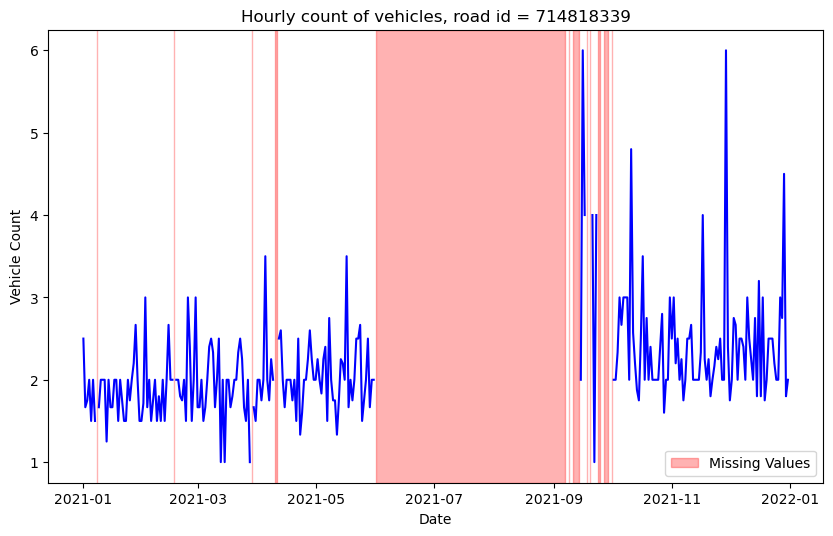 Hourly count of vehicles, road id = 714818339
6
5
4
3
2
1
Vehicle Count
Missing Values
2021-01 2021-03 2021-05 2021-07 2021-09 2021-11 2022-01
Date